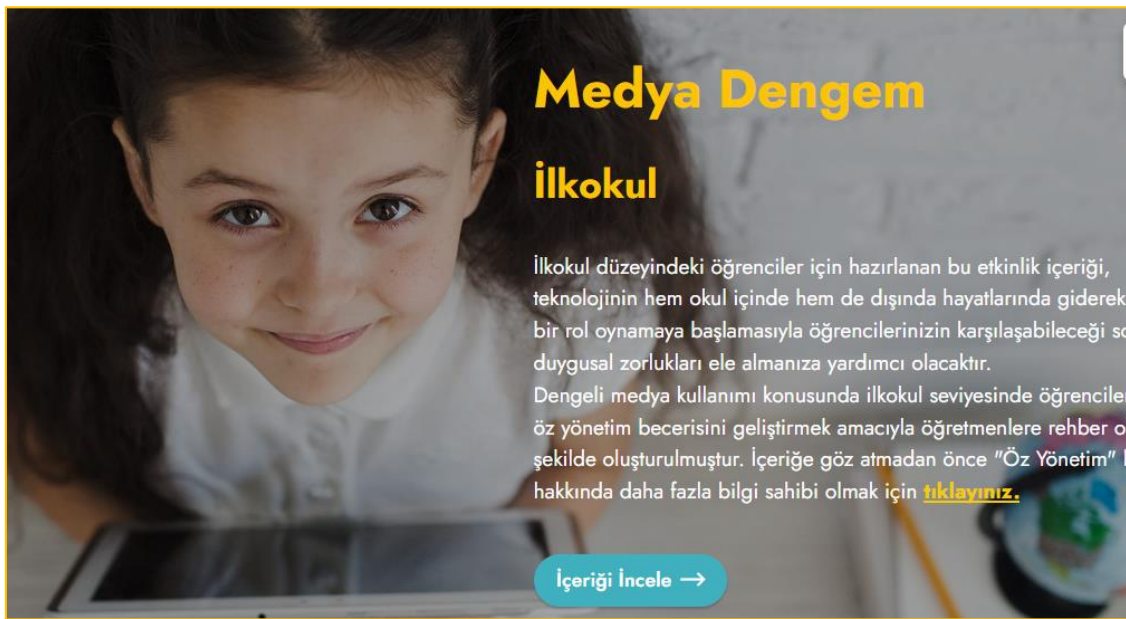 Medya Dengem
İlkokul
İlkokul düzeyindeki öğrenciler için hazırlanan bu etkinlik içeriği,
teknolojinin hem okul içinde hem de dışında hayatlarında giderek
bir rol oynamaya başlamasıyla öğrencilerinizin karşılaşabileceği
duygusal zorlukları ele almanıza yardımcı olacaktır.
Dengeli medya kullanımı konusunda ilkokul seviyesinde
öz yönetim becerisini geliştirmek amacıyla öğretmenlere rehber
şekilde oluşturulmuştur. İçeriğe göz atmadan önce "Öz Yönetim"
hakkında daha fazla bilgi sahibi olmak için tıklayınız.
İçeriği İncele →